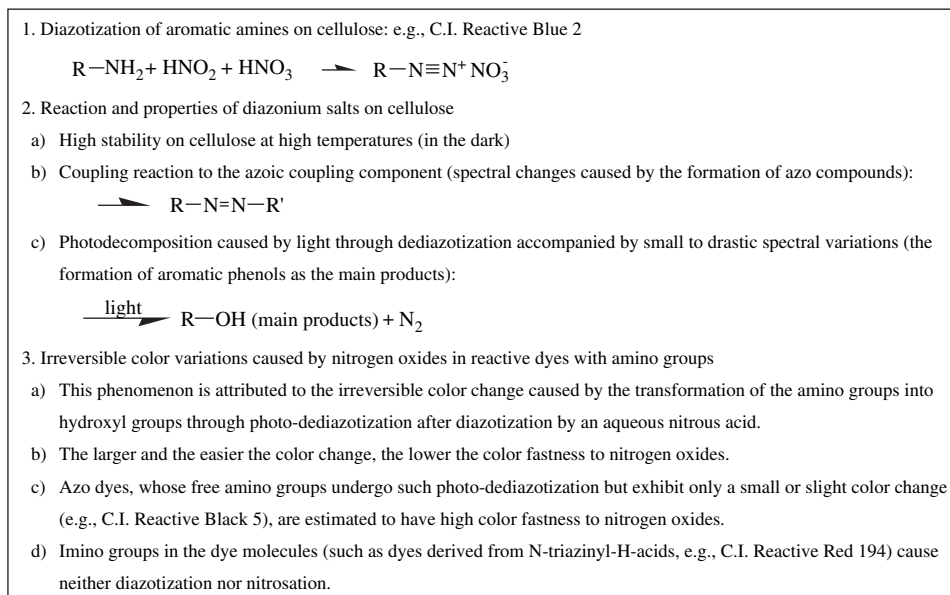 1. Diazotization of aromatic amines on cellulose: e.g., C.I. Reactive Blue 2
R—NH₂ + HNO₂ + HNO₃ ⇀ R—N≡N⁺ NO₃⁻
2. Reaction and properties of diazonium salts on cellulose
a) High stability on cellulose at high temperatures (in the dark)
b) Coupling reaction to the azoic coupling component (spectral changes caused by the formation of azo compounds):
⇀ R—N=N—R'
c) Photodecomposition caused by light through dediazotization accompanied by small to drastic spectral variations (the
formation of aromatic phenols as the main products):
light
R—OH (main products) + N₂
3. Irreversible color variations caused by nitrogen oxides in reactive dyes with amino groups
a) This phenomenon is attributed to the irreversible color change caused by the transformation of the amino groups into
hydroxyl groups through photo-dediazotization after diazotization by an aqueous nitrous acid.
b) The larger and the easier the color change, the lower the color fastness to nitrogen oxides.
c) Azo dyes, whose free amino groups undergo such photo-dediazotization but exhibit only a small or slight color change
(e.g., C.I. Reactive Black 5), are estimated to have high color fastness to nitrogen oxides.
d) Imino groups in the dye molecules (such as dyes derived from N-triazinyl-H-acids, e.g., C.I. Reactive Red 194) cause
neither diazotization nor nitrosation.